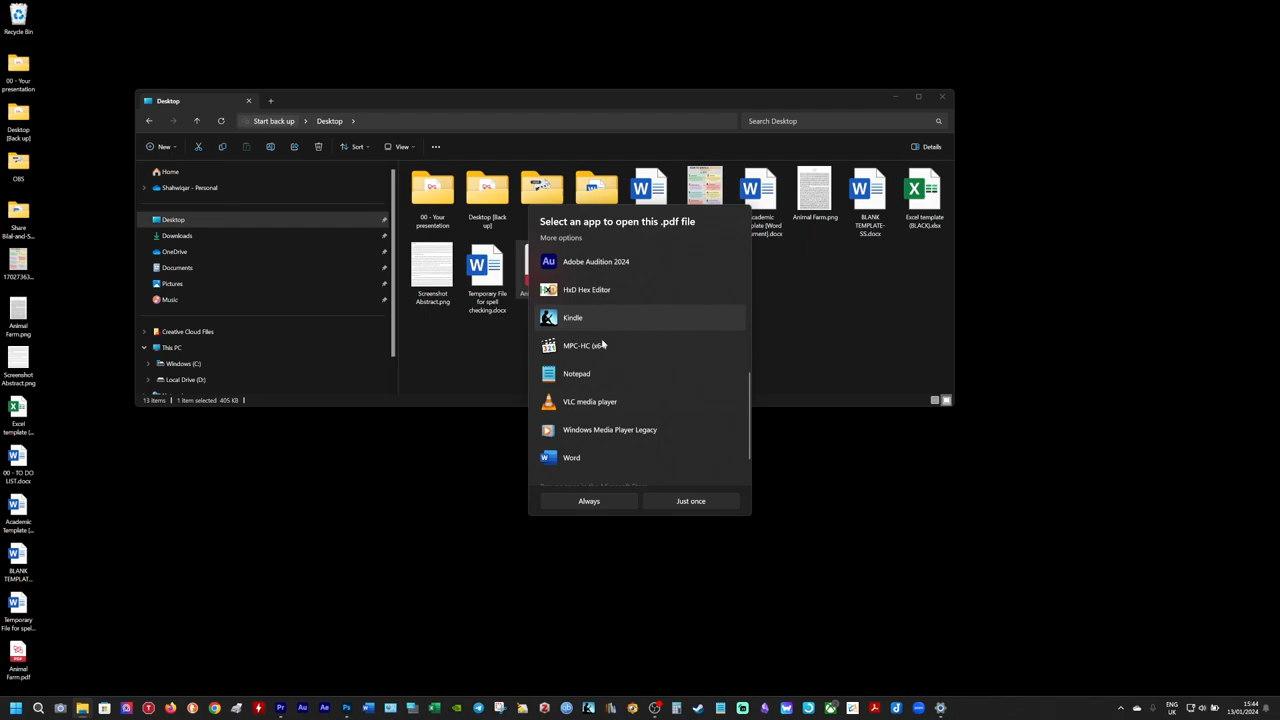 Recycle Bin
00 - Your
presentation
Desktop
[Back up]
OBS
Share
Bilal-and-S...
17027363...
Animal
Farm.png
Screenshot
Abstract.png
Excel
template (...
00 - TO DO
LIST.docx
Academic
Template [...
BLANK
TEMPLAT...
Temporary
File for spel...
Animal
Farm.pdf
Desktop
Start back up
Desktop
Search Desktop
New
Sort
View
Details
Home
Shahwiqar - Personal
Desktop
Downloads
OneDrive
Documents
Pictures
Music
Creative Cloud Files
This PC
Windows (C:)
Local Drive (D:)
00 - Your
presentation
Desktop [Back
up]
Animal Farm.png
BLANK
TEMPLATE-
SS.docx
Excel template
(BLACK).xlsx
Screenshot
Abstract.png
Temporary
File for spell
checking.docx
13 items
1 item selected
405 KB
Select an app to open this .pdf file
More options
Adobe Audition 2024
HxD Hex Editor
Kindle
MPC-HC (x64
Notepad
VLC media player
Windows Media Player Legacy
Word
Always
Just once
ENG
UK
15:44
13/01/2024